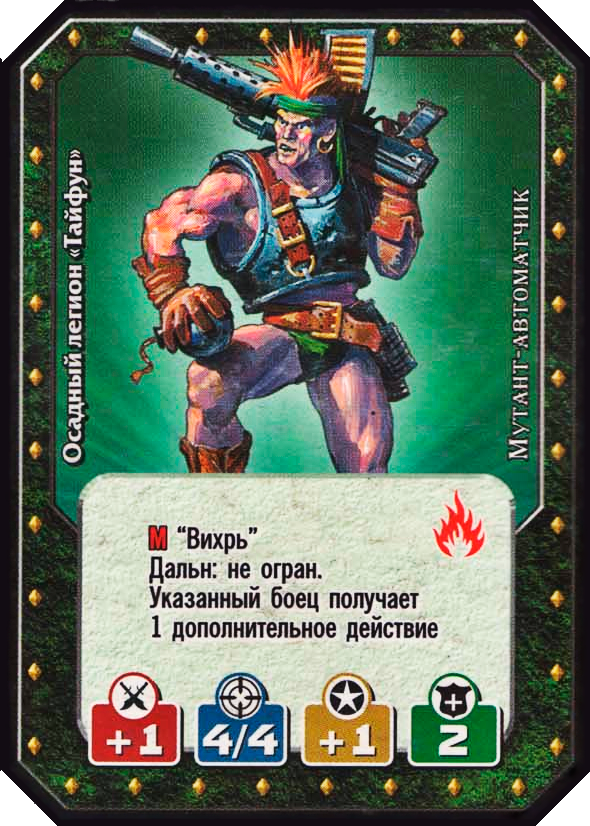 Осадный легион «Тайфун»
Мутант-автоматчик
М “Вихрь”
Дальн: не огран.
Указанный боец получает
1 дополнительное действие
+1
4/4
+1
2